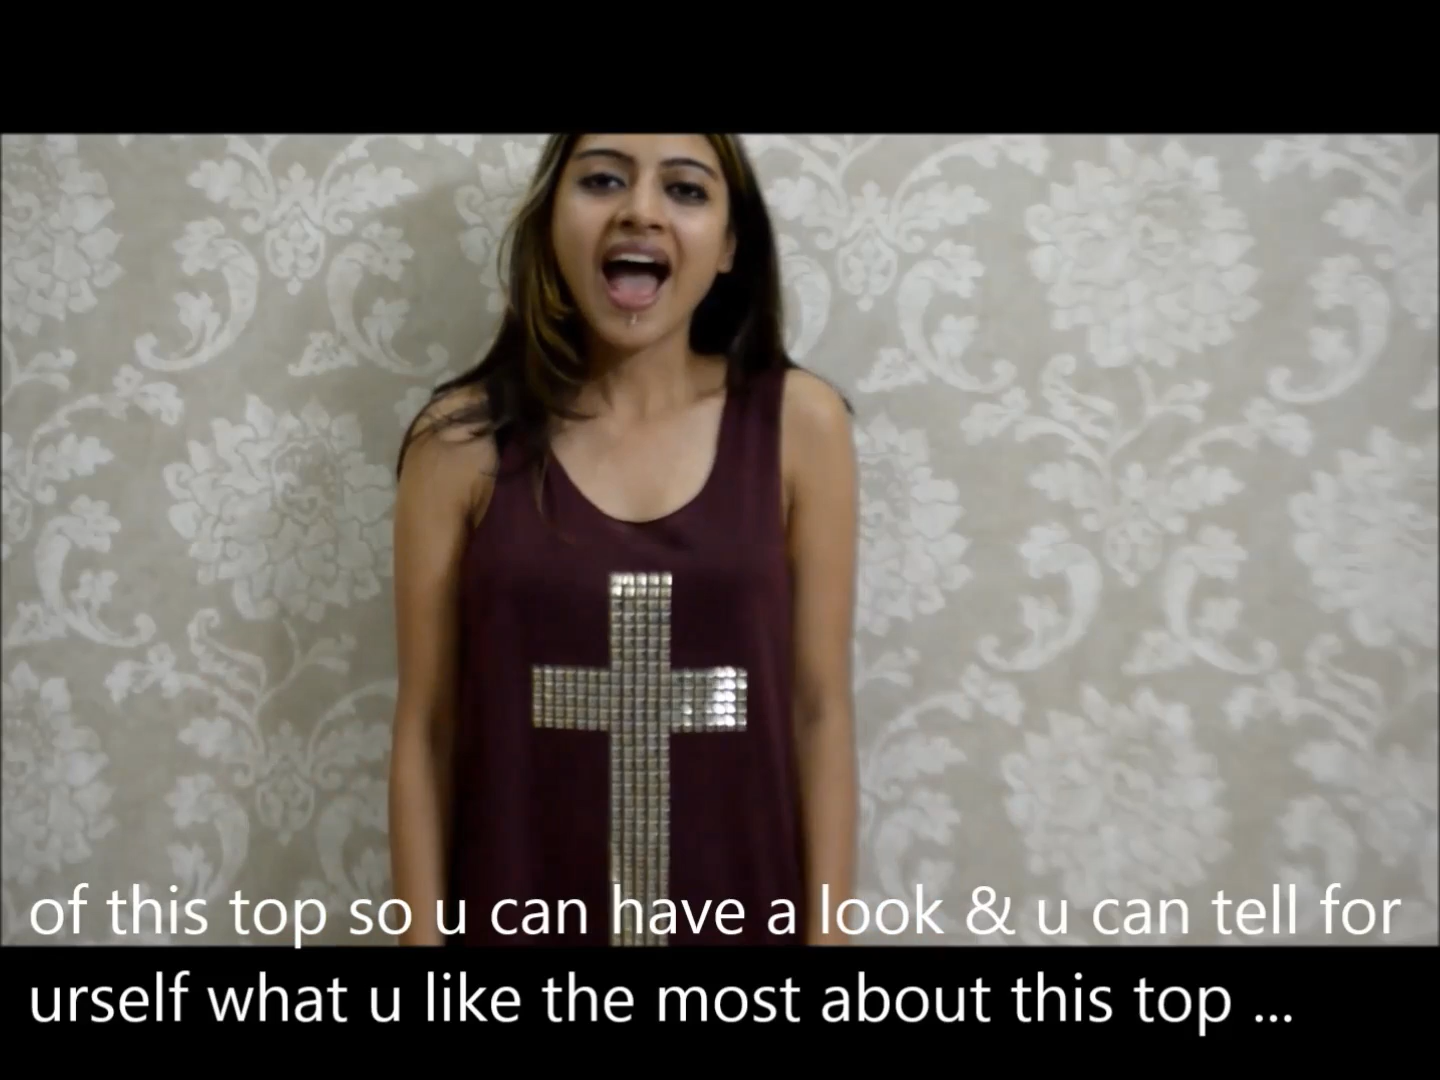 of this top so u can have a look & u can tell for
urself what u like the most about this top ...